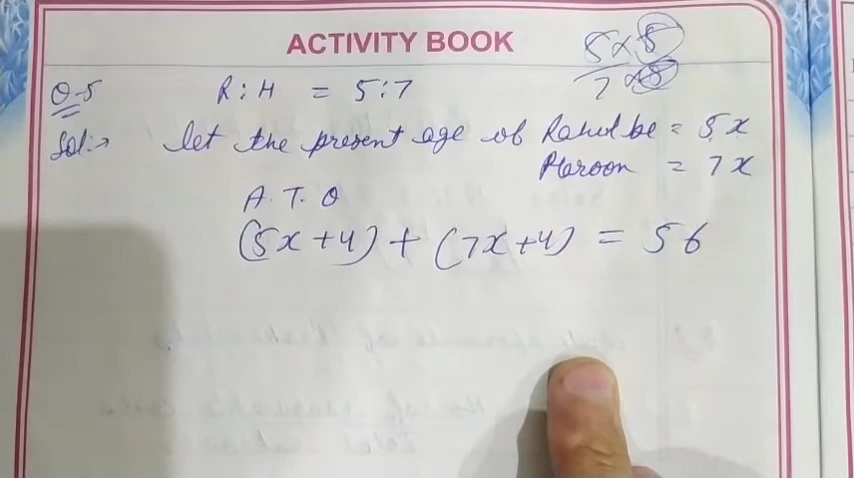 ACTIVITY BOOK
5 x 8
7 x 8
Q.5 R : H = 5 : 7
Sol:→ let the present age of Rahul be = 5x
Haroon = 7x
A. T. Q
(5x+4) + (7x+4) = 56